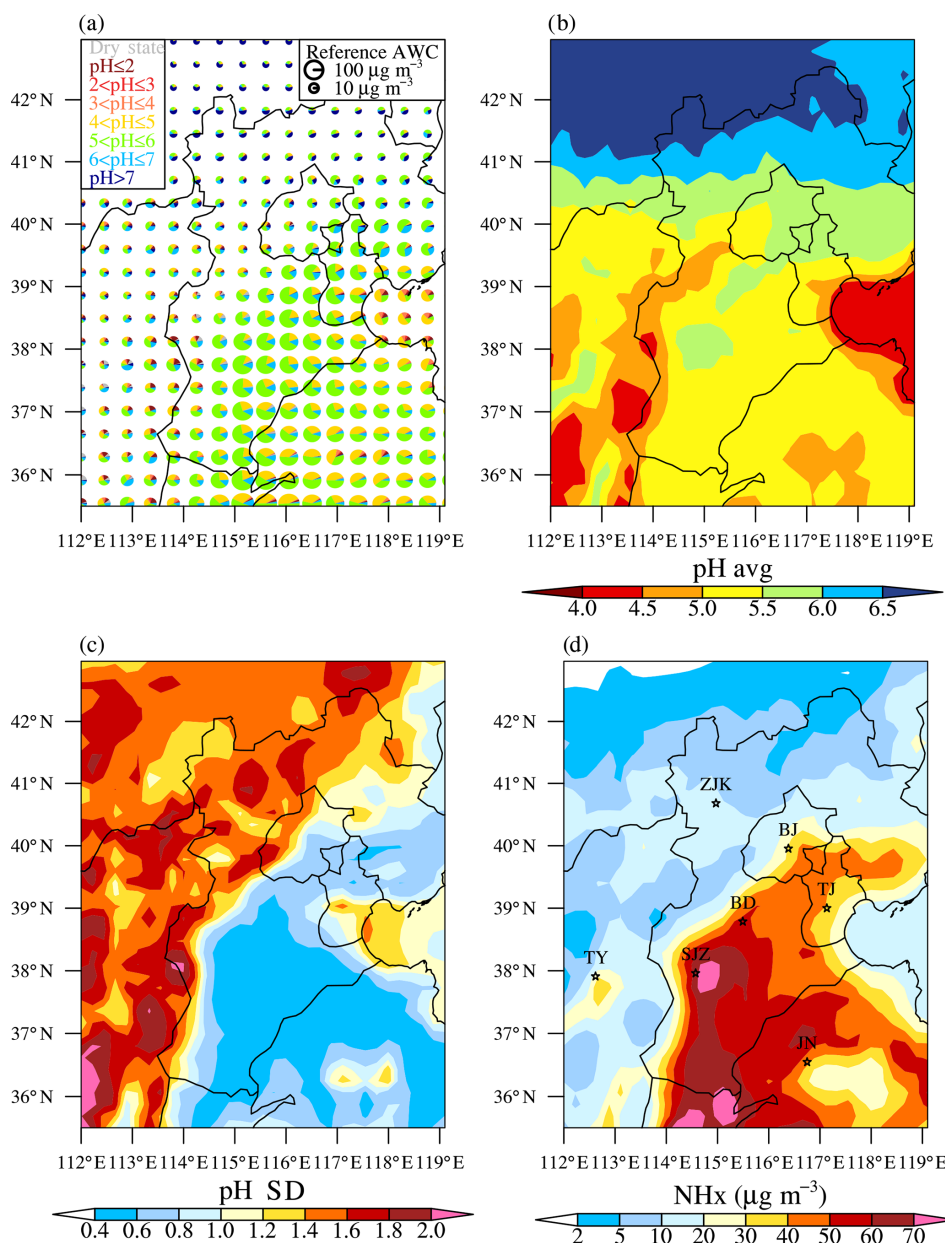 (a)
Dry state
pH≤2
2<pH≤3
3<pH≤4
4<pH≤5
5<pH≤6
6<pH≤7
pH>7
Reference AWC
100 μg m⁻³
10 μg m⁻³
42° N
41° N
40° N
39° N
38° N
37° N
36° N
112°E 113°E 114°E 115°E 116°E 117°E 118°E 119°E
(b)
42° N
41° N
40° N
39° N
38° N
37° N
36° N
112°E 113°E 114°E 115°E 116°E 117°E 118°E 119°E
pH avg
4.0 4.5 5.0 5.5 6.0 6.5
(c)
42° N
41° N
40° N
39° N
38° N
37° N
36° N
112°E 113°E 114°E 115°E 116°E 117°E 118°E 119°E
pH SD
0.4 0.6 0.8 1.0 1.2 1.4 1.6 1.8 2.0
(d)
42° N
41° N
40° N
39° N
38° N
37° N
36° N
ZJK
BJ
TJ
BD
TY
SJZ
JN
112°E 113°E 114°E 115°E 116°E 117°E 118°E 119°E
NHx (μg m⁻³)
2 5 10 20 30 40 50 60 70